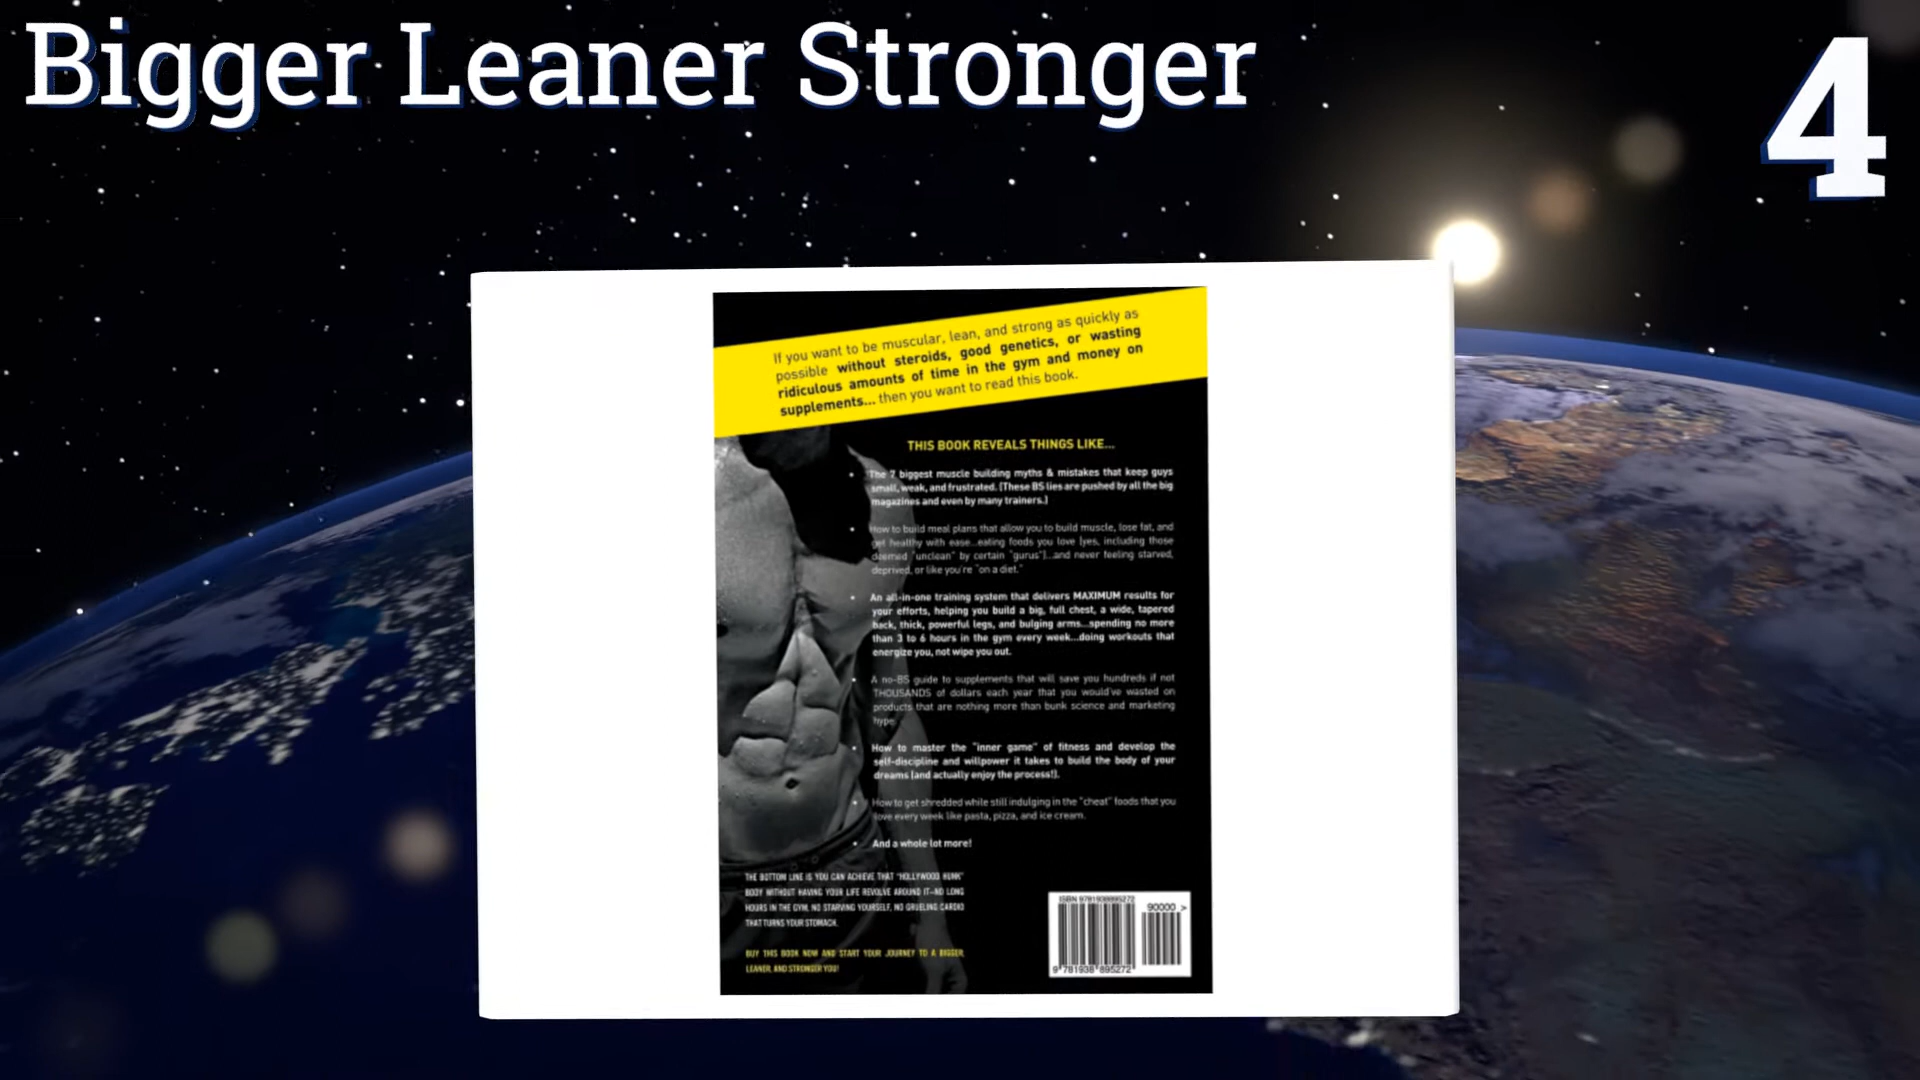 Bigger Leaner Stronger
4
If you want to be muscular, lean, and strong as quickly as
possible without steroids, good genetics, or wasting
ridiculous amounts of time in the gym and money on
supplements... then you want to read this book.
THIS BOOK REVEALS THINGS LIKE...
• The 7 biggest muscle building myths & mistakes that keep guys
small, weak, and frustrated. (These BS lies are pushed by all the big
magazines and even by many trainers.)
• How to build meal plans that allow you to build muscle, lose fat, and
get healthy with ease...eating foods you love (yes, including those
deemed "unclean" by certain "gurus")...and never feeling starved,
deprived, or like you're "on a diet."
• An all-in-one training system that delivers MAXIMUM results for
your efforts, helping you build a big, full chest, a wide, tapered
back, thick, powerful legs, and bulging arms...spending no more
than 3 to 6 hours in the gym every week...doing workouts that
energize you, not wipe you out.
• A no-BS guide to supplements that will save you hundreds if not
THOUSANDS of dollars each year that you would've wasted on
products that are nothing more than bunk science and marketing
hype.
• How to master the "inner game" of fitness and develop the
self-discipline and willpower it takes to build the body of your
dreams (and actually enjoy the process!).
• How to get shredded while still indulging in the "cheat" foods that you
love every week like pasta, pizza, and ice cream.
• And a whole lot more!
THE BOTTOM LINE IS YOU CAN ACHIEVE THAT "HOLLYWOOD HUNK"
BODY WITHOUT HAVING YOUR LIFE REVOLVE AROUND IT—NO LONG
HOURS IN THE GYM, NO STARVING YOURSELF, NO GRUELING CARDIO
THAT TURNS YOUR STOMACH.
BUY THIS BOOK NOW AND START YOUR JOURNEY TO A BIGGER,
LEANER, AND STRONGER YOU!
ISBN 9781938895272
90000 >
9 781938 895272